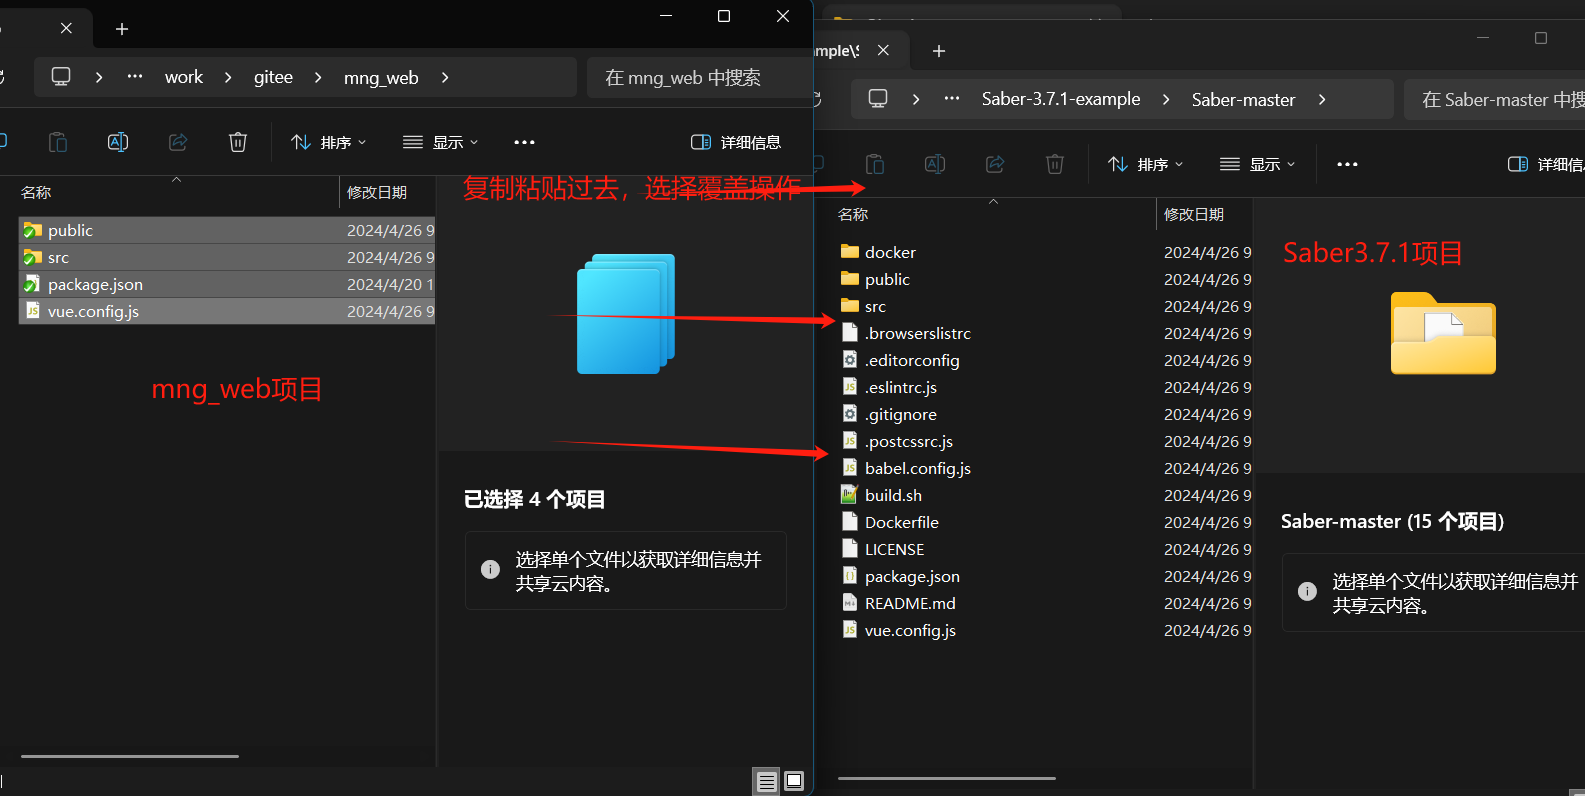 work gitee mng_web
在 mng_web 中搜索
排序 显示 详细信息
名称 修改日期
复制粘贴过去，选择覆盖操作
public 2024/4/26 9
src 2024/4/26 9
package.json 2024/4/20 1
vue.config.js 2024/4/26 9
mng_web项目
已选择 4 个项目
选择单个文件以获取详细信息并
共享云内容。
mple\S
Saber-3.7.1-example Saber-master
在 Saber-master 中搜
排序 显示 详细信
名称 修改日期
Saber3.7.1项目
docker 2024/4/26 9
public 2024/4/26 9
src 2024/4/26 9
.browserslistrc 2024/4/26 9
.editorconfig 2024/4/26 9
.eslintrc.js 2024/4/26 9
.gitignore 2024/4/26 9
.postcssrc.js 2024/4/26 9
babel.config.js 2024/4/26 9
build.sh 2024/4/26 9
Dockerfile 2024/4/26 9
LICENSE 2024/4/26 9
package.json 2024/4/26 9
README.md 2024/4/26 9
vue.config.js 2024/4/26 9
Saber-master (15 个项目)
选择单个文件以获取详细信息并
共享云内容。